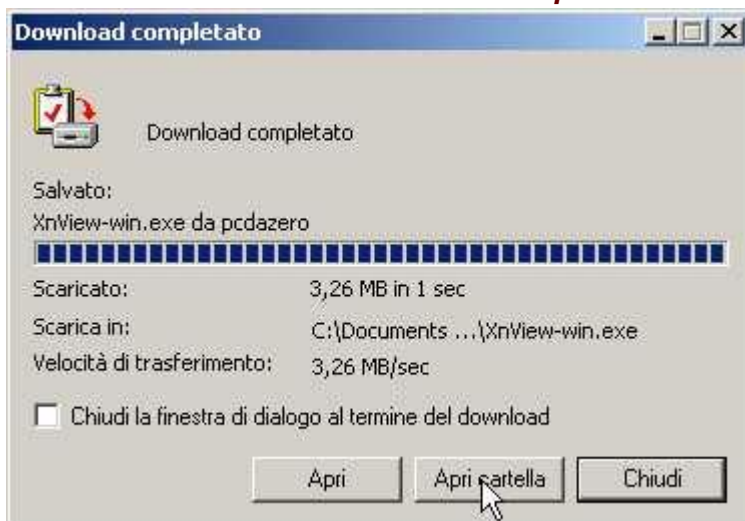 Download completato
Download completato
Salvato:
XnView-win.exe da pcdazero
Scaricato: 3,26 MB in 1 sec
Scarica in: C:\Documents ...\XnView-win.exe
Velocità di trasferimento: 3,26 MB/sec
Chiudi la finestra di dialogo al termine del download
Apri Apri cartella Chiudi